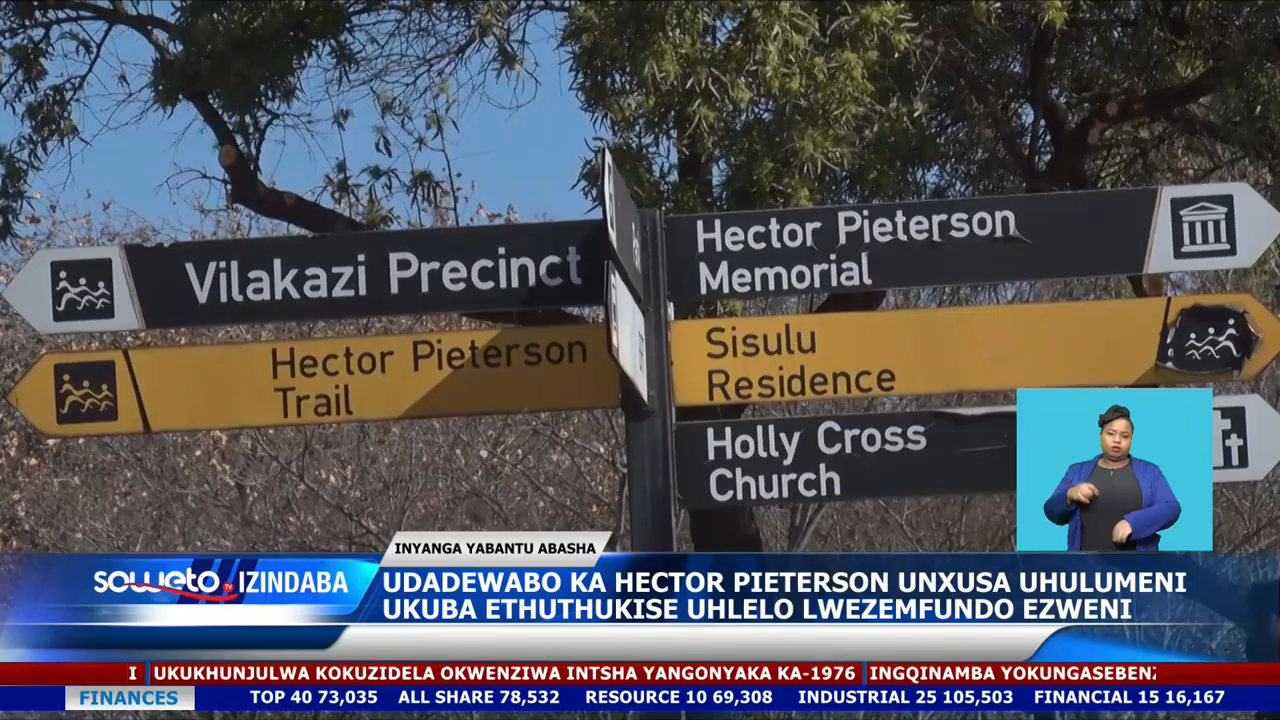 Vilakazi Precinct
Hector Pieterson
Trail
Hector Pieterson
Memorial
Sisulu
Residence
Holly Cross
Church
INYANGA YABANTU ABASHA
soweto TV IZINDABA
UDADEWABO KA HECTOR PIETERSON UNXUSA UHULUMENI
UKUBA ETHUTHUKISE UHLELO LWEZEMFUNDO EZWENI
I UKUKHUNJULWA KOKUZIDELA OKWENZIWA INTSHA YANGONYAKA KA-1976 INGQINAMBA YOKUNGASEBENZ
FINANCES TOP 40 73,035 ALL SHARE 78,532 RESOURCE 10 69,308 INDUSTRIAL 25 105,503 FINANCIAL 15 16,167